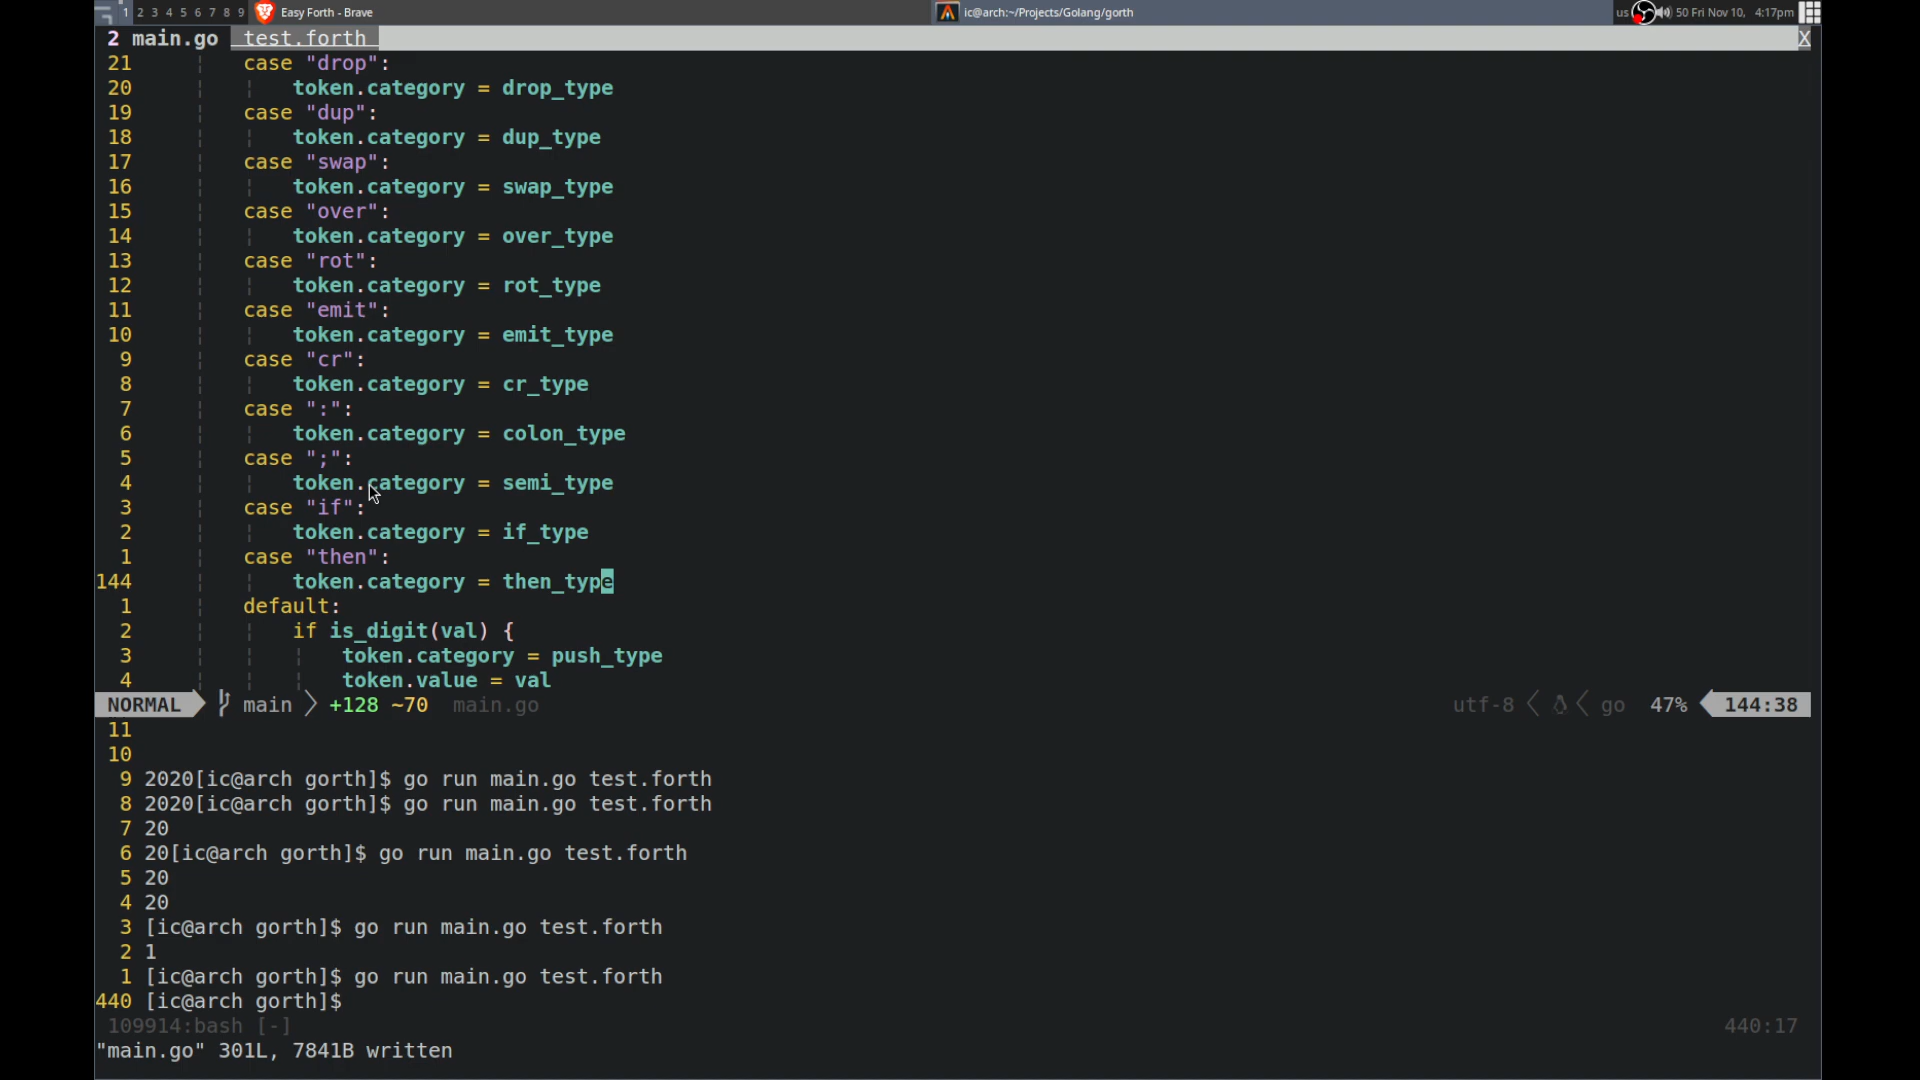 1 2 3 4 5 6 7 8 9 Easy Forth - Brave ic@arch:~/Projects/Golang/gorth us 50 Fri Nov 10, 4:17pm
2 main.go test.forth X
21 case "drop":
20 token.category = drop_type
19 case "dup":
18 token.category = dup_type
17 case "swap":
16 token.category = swap_type
15 case "over":
14 token.category = over_type
13 case "rot":
12 token.category = rot_type
11 case "emit":
10 token.category = emit_type
9 case "cr":
8 token.category = cr_type
7 case ":":
6 token.category = colon_type
5 case ";":
4 token.category = semi_type
3 case "if":
2 token.category = if_type
1 case "then":
144 token.category = then_type
1 default:
2 if is_digit(val) {
3 token.category = push_type
4 token.value = val
NORMAL main +128 ~70 main.go utf-8 go 47% 144:38
11
10
9 2020[ic@arch gorth]$ go run main.go test.forth
8 2020[ic@arch gorth]$ go run main.go test.forth
7 20
6 20[ic@arch gorth]$ go run main.go test.forth
5 20
4 20
3 [ic@arch gorth]$ go run main.go test.forth
2 1
1 [ic@arch gorth]$ go run main.go test.forth
440 [ic@arch gorth]$
109914:bash [-] 440:17
"main.go" 301L, 7841B written